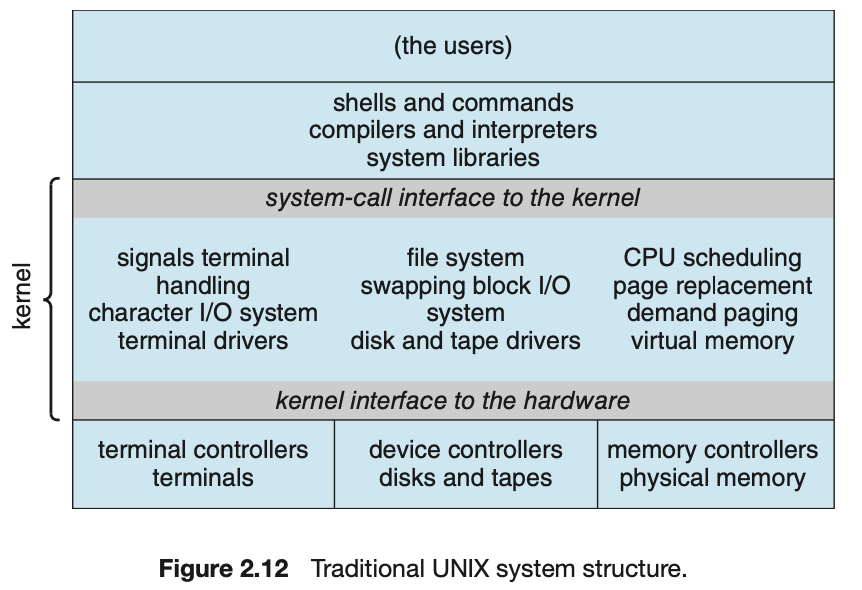 (the users)
shells and commands
compilers and interpreters
system libraries
kernel
system-call interface to the kernel
signals terminal
handling
character I/O system
terminal drivers
file system
swapping block I/O
system
disk and tape drivers
CPU scheduling
page replacement
demand paging
virtual memory
kernel interface to the hardware
terminal controllers
terminals
device controllers
disks and tapes
memory controllers
physical memory
Figure 2.12 Traditional UNIX system structure.